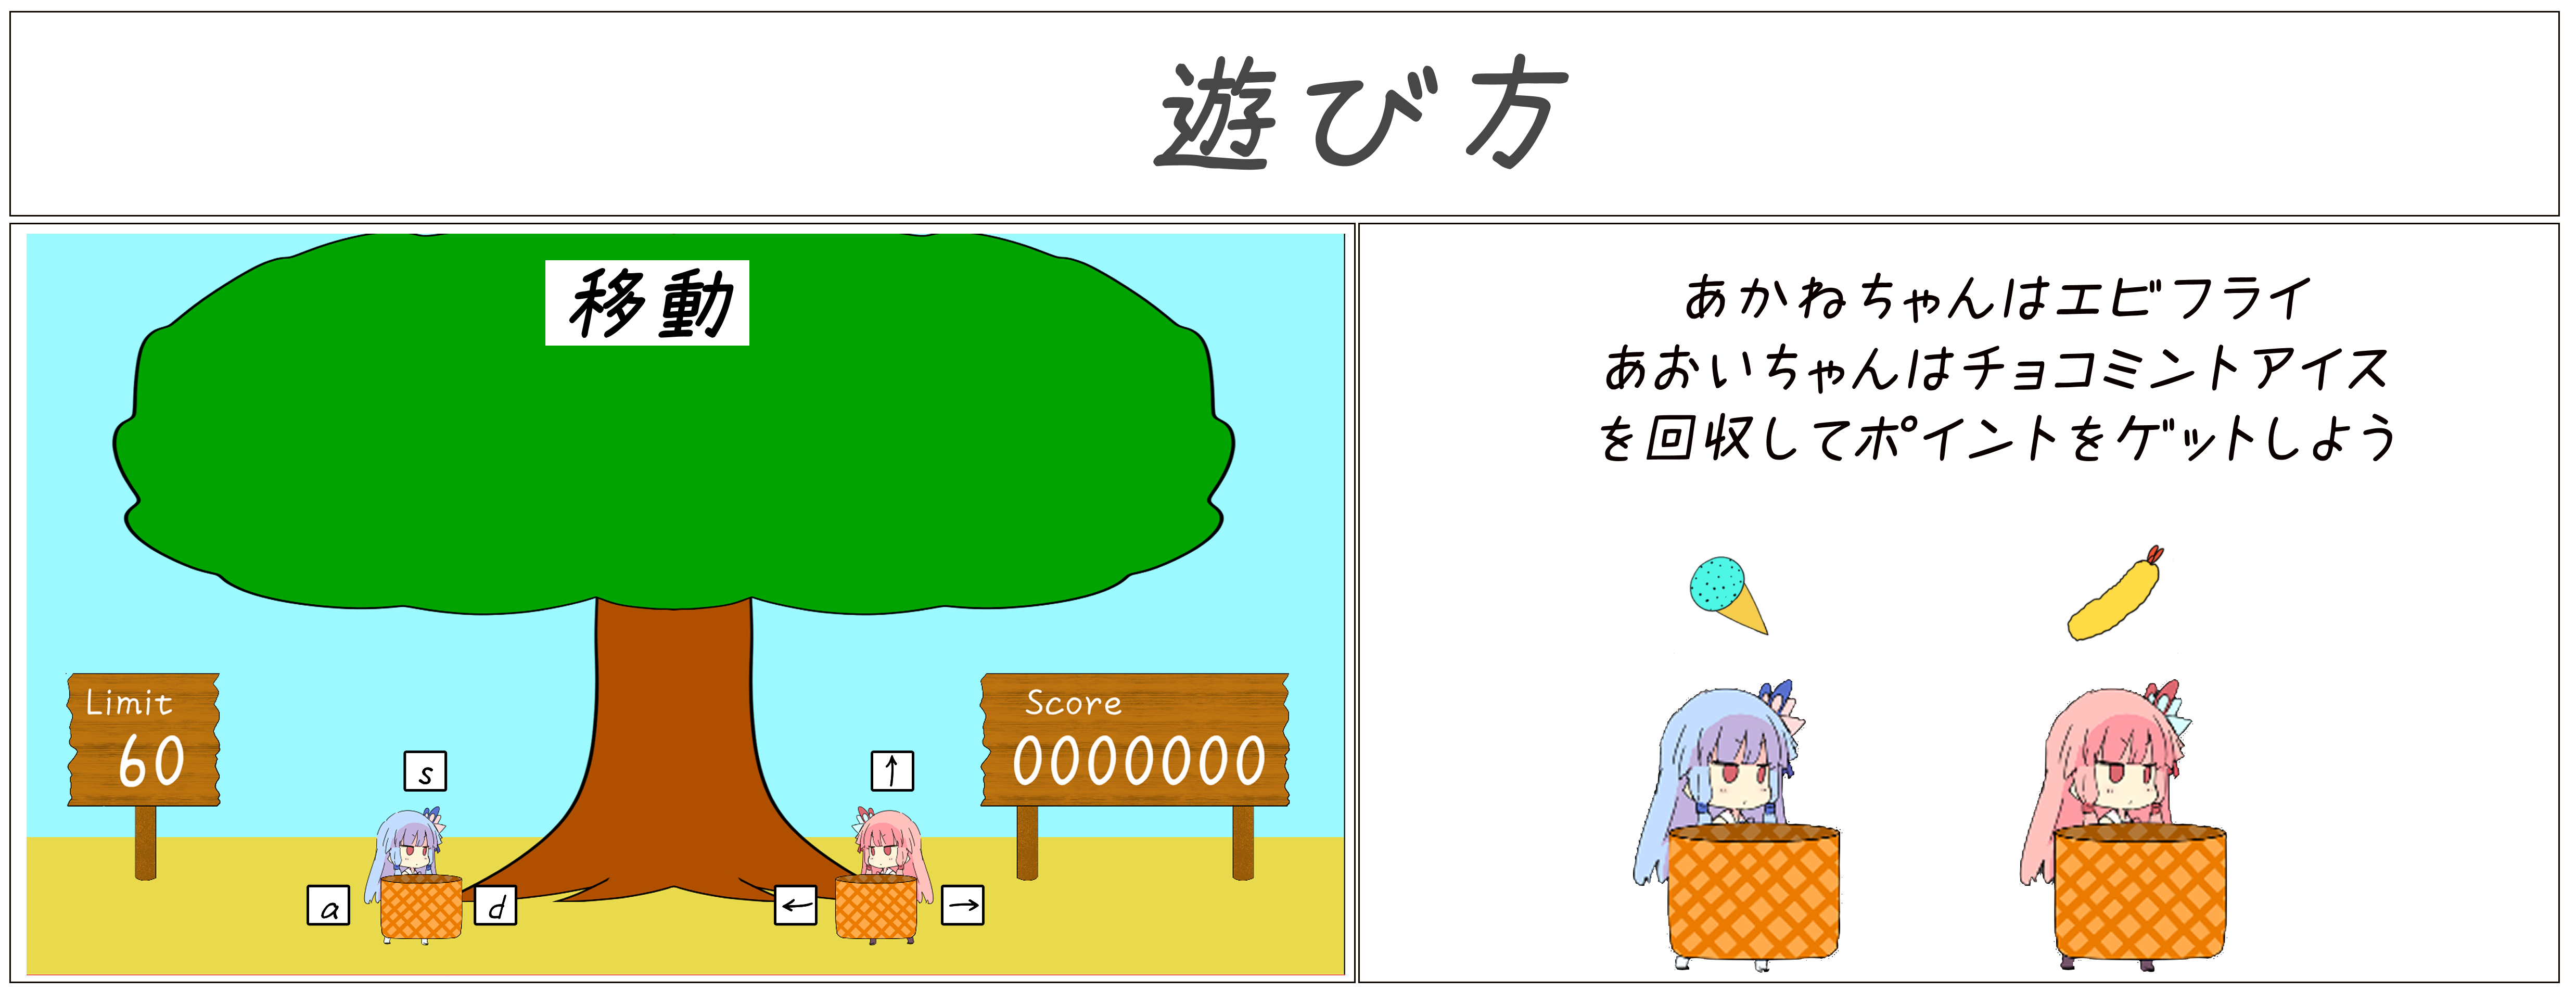 遊び方
移動
Limit
60
Score
0000000
s
↑
a
d
←
→
あかねちゃんはエビフライ
あおいちゃんはチョコミントアイス
を回収してポイントをゲットしよう